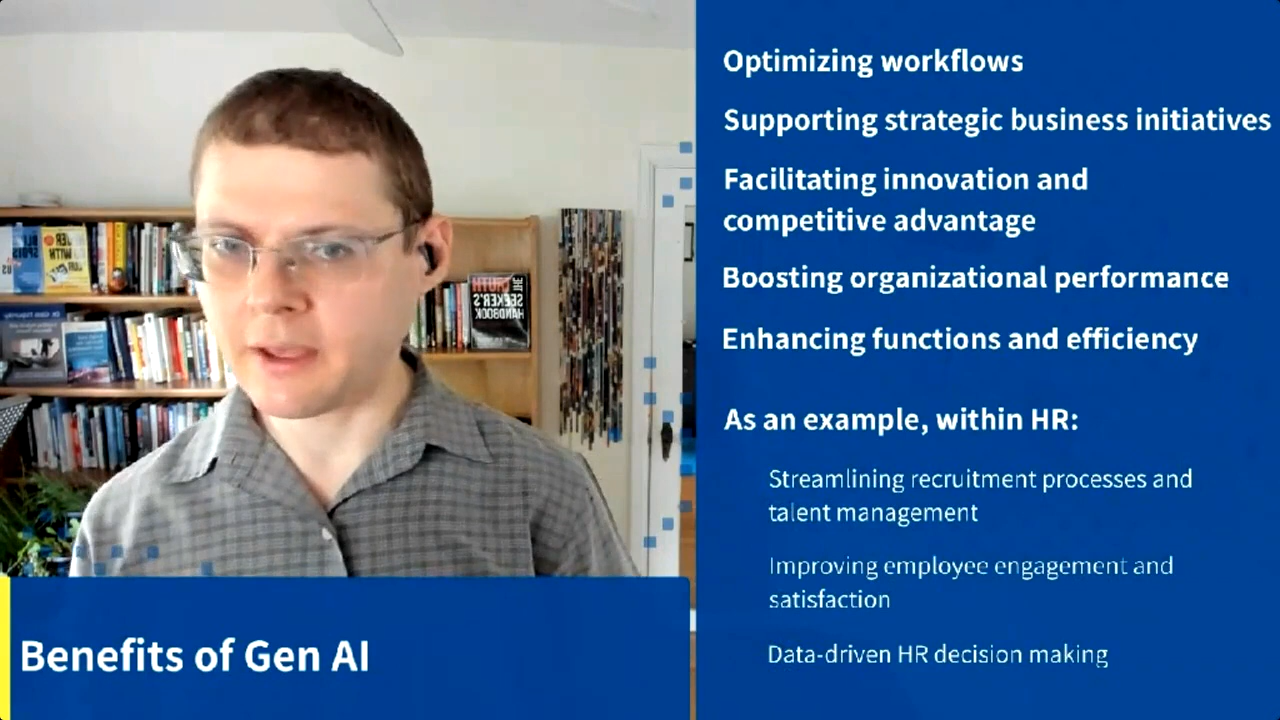 Optimizing workflows
Supporting strategic business initiatives
Facilitating innovation and
competitive advantage
Boosting organizational performance
Enhancing functions and efficiency
As an example, within HR:
Streamlining recruitment processes and
talent management
Improving employee engagement and
satisfaction
Data-driven HR decision making
THE
TRUTH
SEEKER'S
HANDBOOK
Benefits of Gen AI